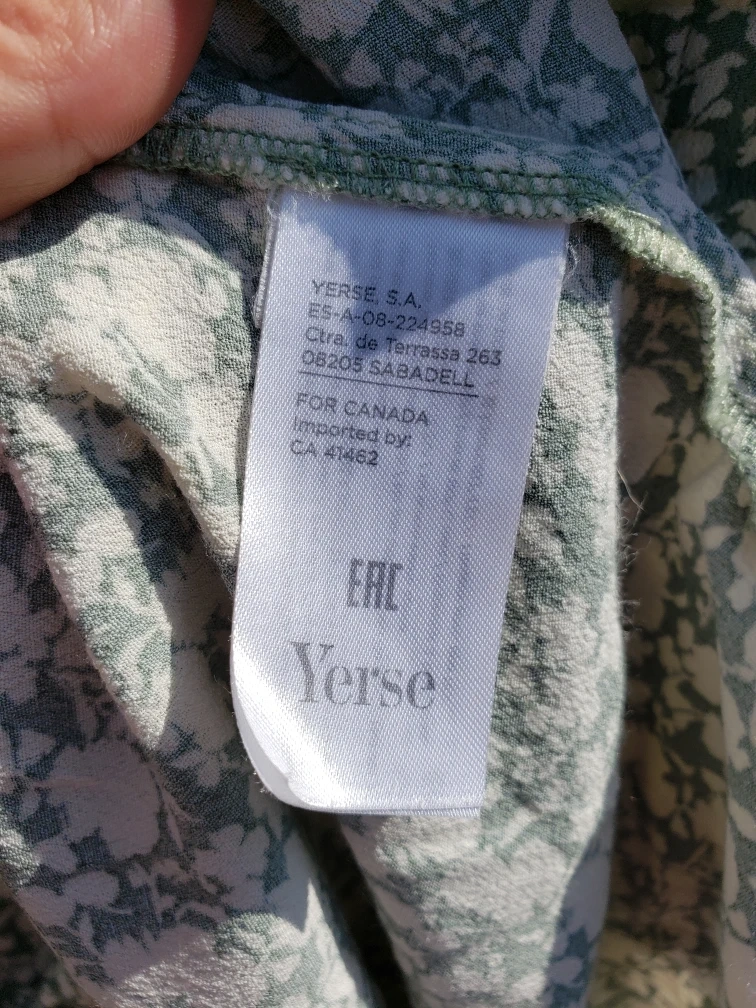 YERSE, S.A.
ES-A-08-224958
Ctra. de Terrassa 263
08205 SABADELL
FOR CANADA
Imported by:
CA 41462
EAC
Yerse